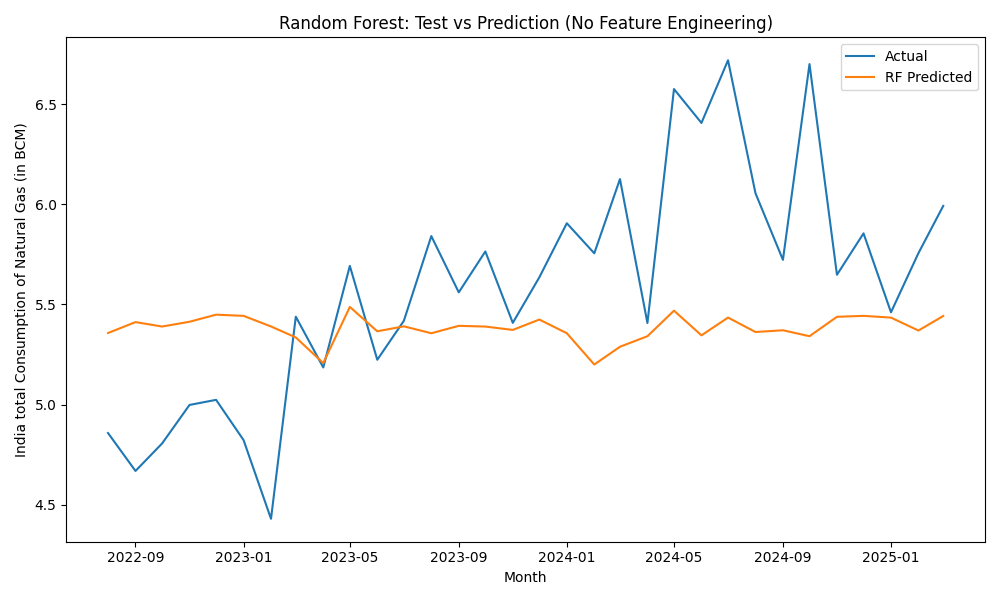 Random Forest: Test vs Prediction (No Feature Engineering)
Actual
RF Predicted
India total Consumption of Natural Gas (in BCM)
6.5
6.0
5.5
5.0
4.5
2022-09 2023-01 2023-05 2023-09 2024-01 2024-05 2024-09 2025-01
Month